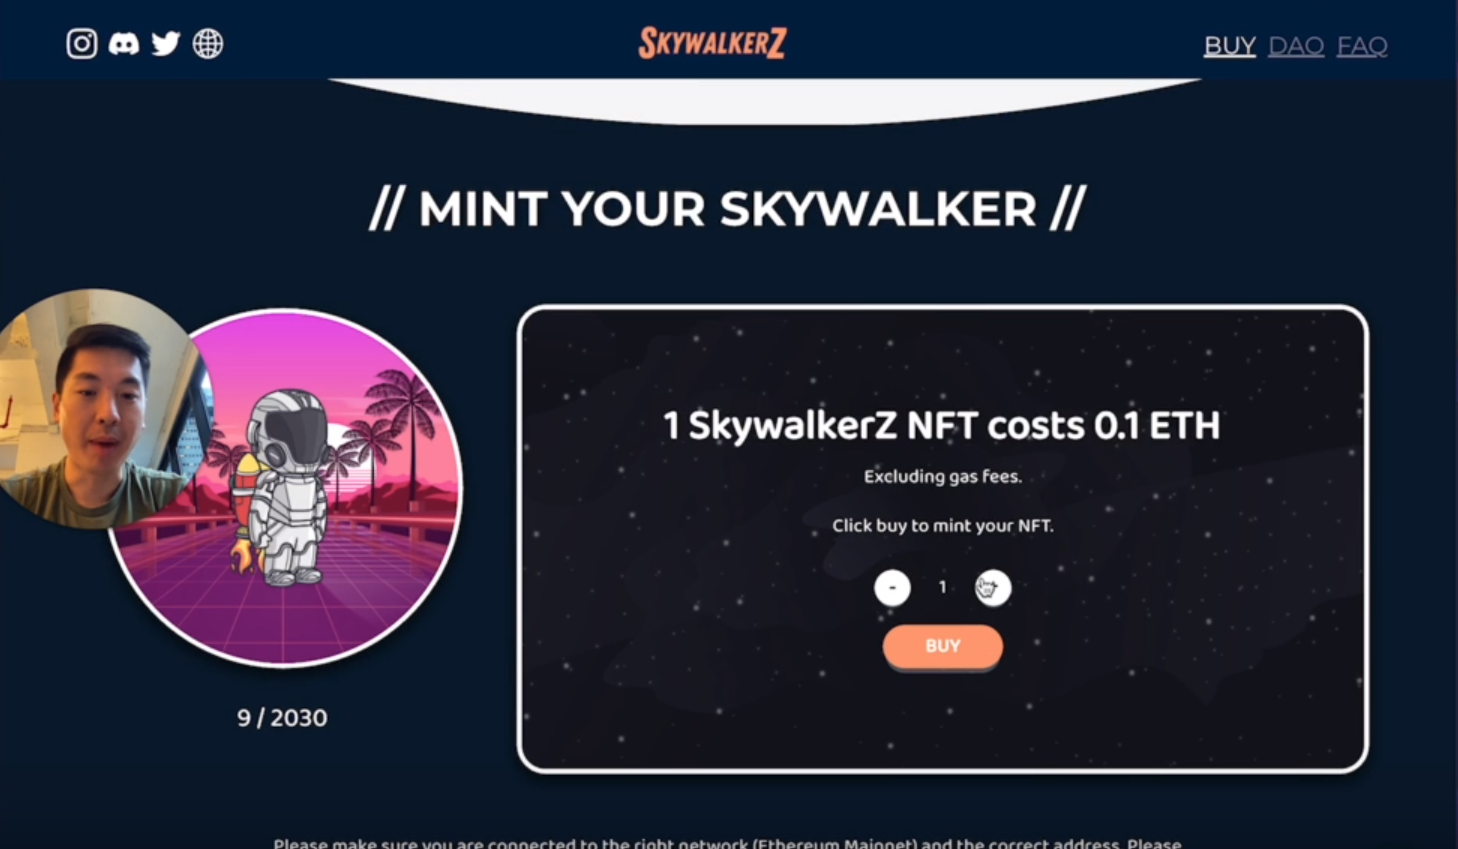 SKYWALKERZ
BUY DAO FAQ
// MINT YOUR SKYWALKER //
1 SkywalkerZ NFT costs 0.1 ETH
Excluding gas fees.
Click buy to mint your NFT.
- 1
BUY
9 / 2030
Please make sure you are connected to the right network (Ethereum Mainnet) and the correct address. Please